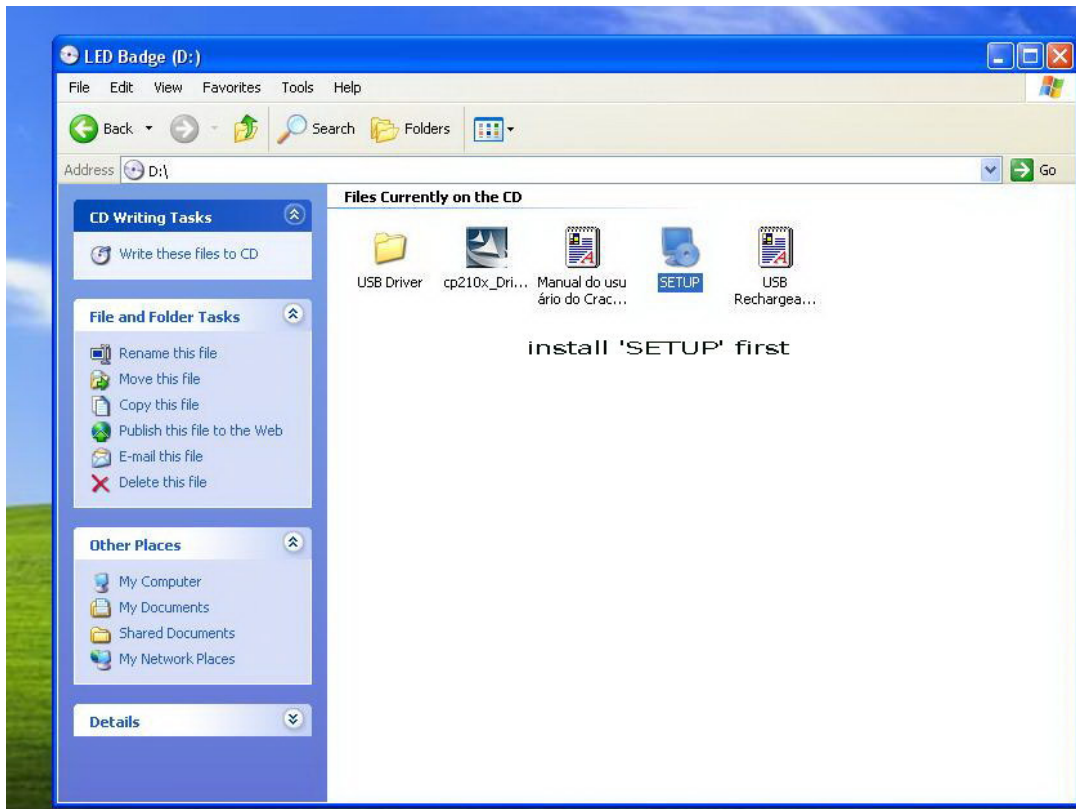 LED Badge (D:)
File Edit View Favorites Tools Help
Back Search Folders
Address D:\ Go
CD Writing Tasks
Write these files to CD
File and Folder Tasks
Rename this file
Move this file
Copy this file
Publish this file to the Web
E-mail this file
Delete this file
Other Places
My Computer
My Documents
Shared Documents
My Network Places
Details
Files Currently on the CD
USB Driver
cp210x_Dri...
Manual do usu
ário do Crac...
SETUP
USB
Rechargea...
install 'SETUP' first